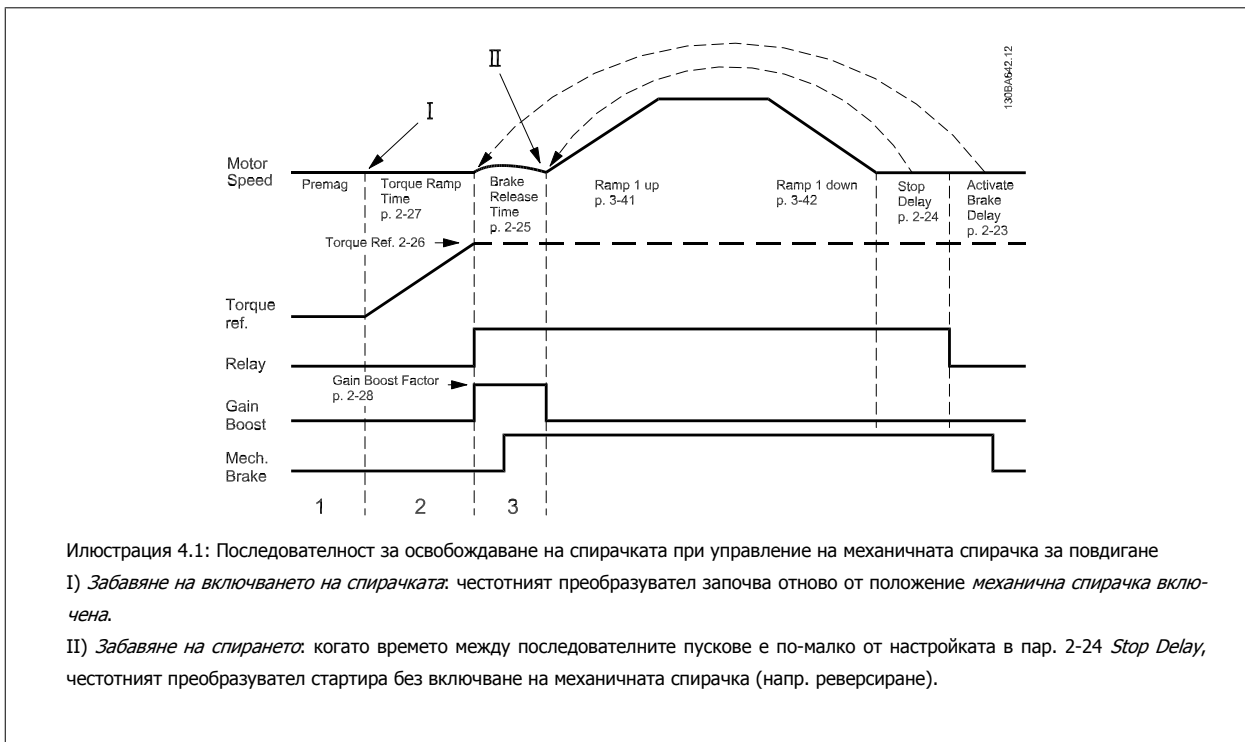 130BA642.12
II
I
Motor
Speed
Premag
Torque Ramp
Time
p. 2-27
Brake
Release
Time
p. 2-25
Ramp 1 up
p. 3-41
Ramp 1 down
p. 3-42
Stop
Delay
p. 2-24
Activate
Brake
Delay
p. 2-23
Torque Ref. 2-26
Torque
ref.
Relay
Gain Boost Factor
p. 2-28
Gain
Boost
Mech.
Brake
1
2
3
Илюстрация 4.1: Последователност за освобождаване на спирачката при управление на механичната спирачка за повдигане
I) Забавяне на включването на спирачката: честотният преобразувател започва отново от положение механична спирачка вклю-
чена.
II) Забавяне на спирането: когато времето между последователните пускове е по-малко от настройката в пар. 2-24 Stop Delay,
честотният преобразувател стартира без включване на механичната спирачка (напр. реверсиране).